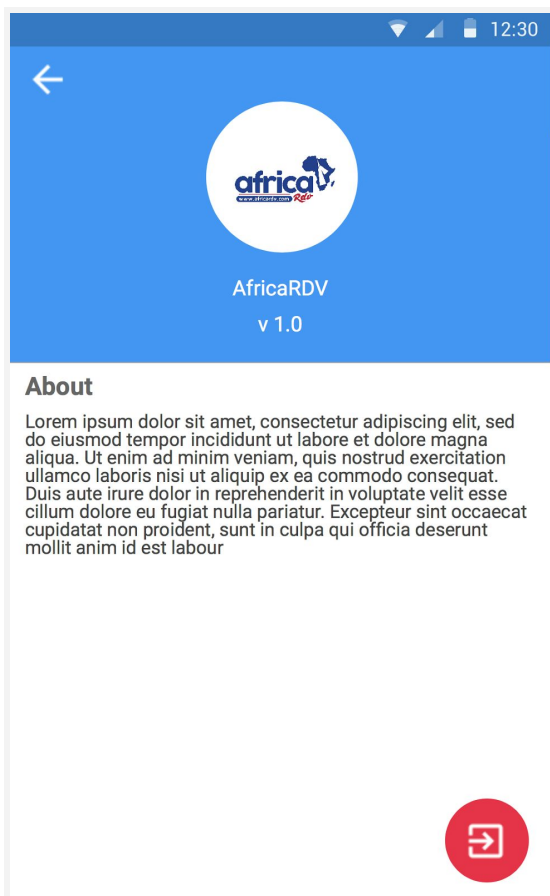 12:30
africa
www.africardv.com Rdv
AfricaRDV
v 1.0
About
Lorem ipsum dolor sit amet, consectetur adipiscing elit, sed
do eiusmod tempor incididunt ut labore et dolore magna
aliqua. Ut enim ad minim veniam, quis nostrud exercitation
ullamco laboris nisi ut aliquip ex ea commodo consequat.
Duis aute irure dolor in reprehenderit in voluptate velit esse
cillum dolore eu fugiat nulla pariatur. Excepteur sint occaecat
cupidatat non proident, sunt in culpa qui officia deserunt
mollit anim id est labour